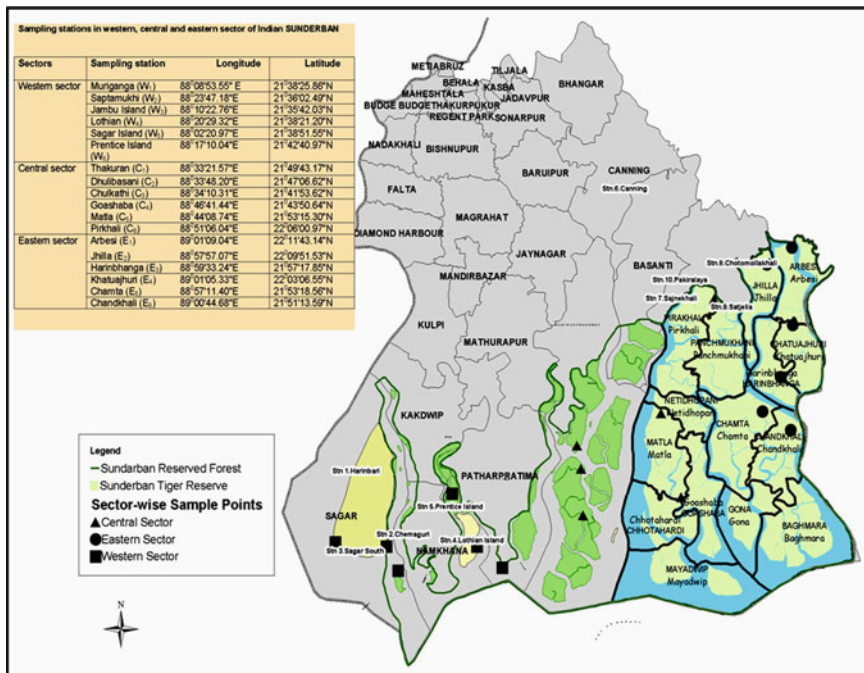 Sampling stations in western, central and eastern sector of Indian SUNDERBAN
Sectors Sampling station Longitude Latitude
Western sector Muriganga (W1) 88°08'53.55" E 21°38'25.86"N
Saptamukhi (W2) 88°23'47.18"E 21°36'02.49"N
Jambu Island (W3) 88°10'22.76"E 21°35'42.03"N
Lothian (W4) 88°20'29.32"E 21°38'21.20"N
Sagar Island (W5) 88°02'20.97"E 21°38'51.55"N
Prentice Island 88°17'10.04"E 21°42'40.97"N
(W6)
Central sector Thakuran (C1) 88°33'21.57"E 21°49'43.17"N
Dhulibasani (C2) 88°33'48.20"E 21°47'06.62"N
Chulkathi (C3) 88°34'10.31"E 21°41'53.62"N
Goashaba (C4) 88°46'41.44"E 21°43'50.64"N
Matla (C5) 88°44'08.74"E 21°53'15.30"N
Pirkhali (C6) 88°51'06.04"E 22°06'00.97"N
Eastern sector Arbesi (E1) 89°01'09.04"E 22°11'43.14"N
Jhilla (E2) 88°57'57.07"E 22°09'51.53"N
Harinbhanga (E3) 88°59'33.24"E 21°57'17.85"N
Khatuajhuri (E4) 89°01'05.33"E 22°03'06.55"N
Chamta (E5) 88°57'11.40"E 21°53'18.56"N
Chandkhali (E6) 89°00'44.68"E 21°51'13.59"N
METIABRUZ
BEHALA
TILJALA
KASBA
BHANGAR
MAHESHTALA
JADAVPUR
BUDGE BUDGE THAKURPUKUR
REGENT PARK SONARPUR
NADAKHALI
BISHNUPUR
CANNING
BARUIPUR
Stn.6.Canning
FALTA
MAGRAHAT
DIAMOND HARBOUR
JAYNAGAR
BASANTI
Stn.8.Chotomollakhali
ARBESI
Arbesi
MANDIRBAZAR
JHILLA
Jhilla
Stn.10.Pakiralaya
Stn 7.Sajnekhali
Stn.9.Satjelia
KULPI
PIRAKHALI
Pirkhali
MATHURAPUR
PANCHMUKHANI
Panchmukhani
KHATUAJHURI
Khatuajhuri
Harinbhanga
HARINBHANGA
KAKDWIP
NETIDHOPANI
Netidhopani
CHAMTA
Chamta
CHANDKHALI
Chandkhali
MATLA
Matla
Legend
Sundarban Reserved Forest
Sundarban Tiger Reserve
Sector-wise Sample Points
Central Sector
Eastern Sector
Western Sector
Stn 1.Harinbari
PATHARPRATIMA
Stn.5.Prentice Island
SAGAR
Stn 2.Chemaguri
Stn.4.Lothian Island
Stn 3.Sagar South
NAMKHANA
Goashaba
GOASHABA
Chhotahardi
CHHOTAHARDI
GONA
Gona
BAGHMARA
Baghmara
MAYADWIP
Mayadwip
N